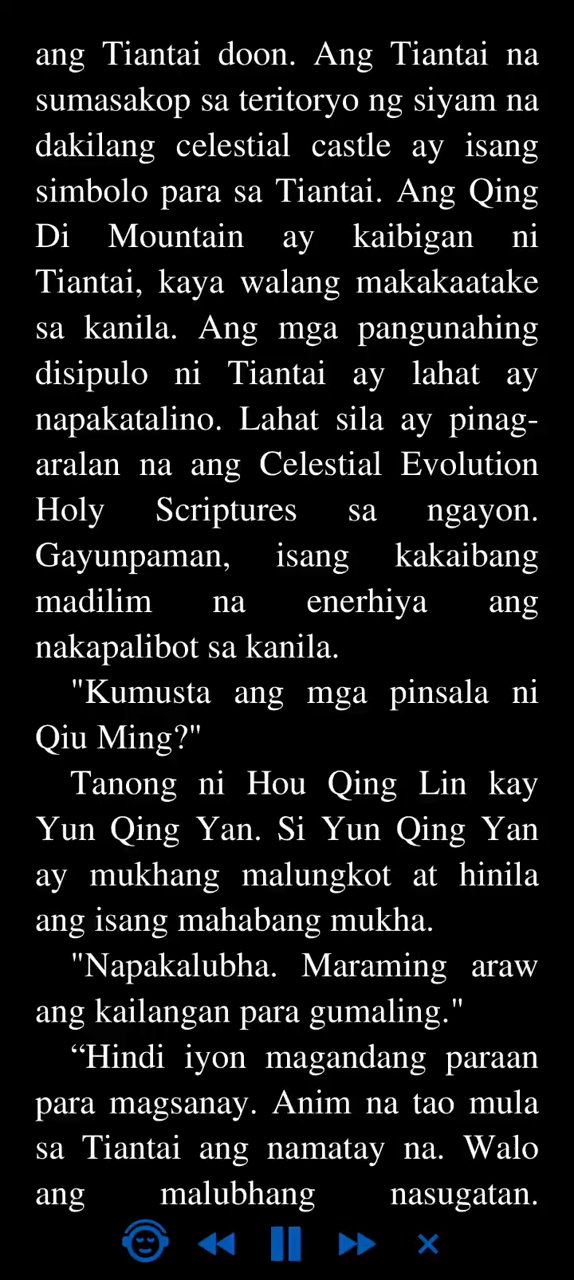 ang Tiantai doon. Ang Tiantai na
sumasakop sa teritoryo ng siyam na
dakilang celestial castle ay isang
simbolo para sa Tiantai. Ang Qing
Di Mountain ay kaibigan ni
Tiantai, kaya walang makakaatake
sa kanila. Ang mga pangunahing
disipulo ni Tiantai ay lahat ay
napakatalino. Lahat sila ay pinag-
aralan na ang Celestial Evolution
Holy Scriptures sa ngayon.
Gayunpaman, isang kakaibang
madilim na enerhiya ang
nakapalibot sa kanila.
"Kumusta ang mga pinsala ni
Qiu Ming?"
Tanong ni Hou Qing Lin kay
Yun Qing Yan. Si Yun Qing Yan
ay mukhang malungkot at hinila
ang isang mahabang mukha.
"Napakalubha. Maraming araw
ang kailangan para gumaling."
“Hindi iyon magandang paraan
para magsanay. Anim na tao mula
sa Tiantai ang namatay na. Walo
ang malubhang nasugatan.